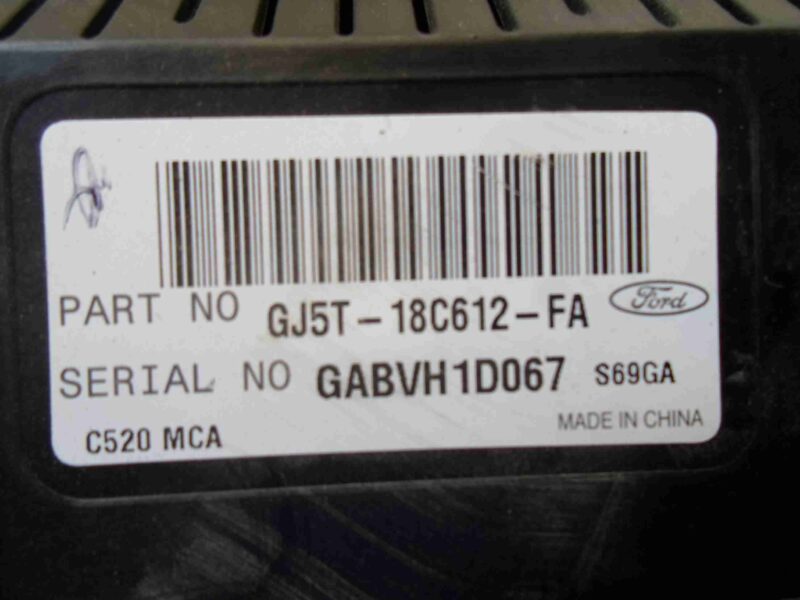 PART NO GJ5T-18C612-FA Ford
SERIAL NO GABVH1D067 S69GA
C520 MCA MADE IN CHINA